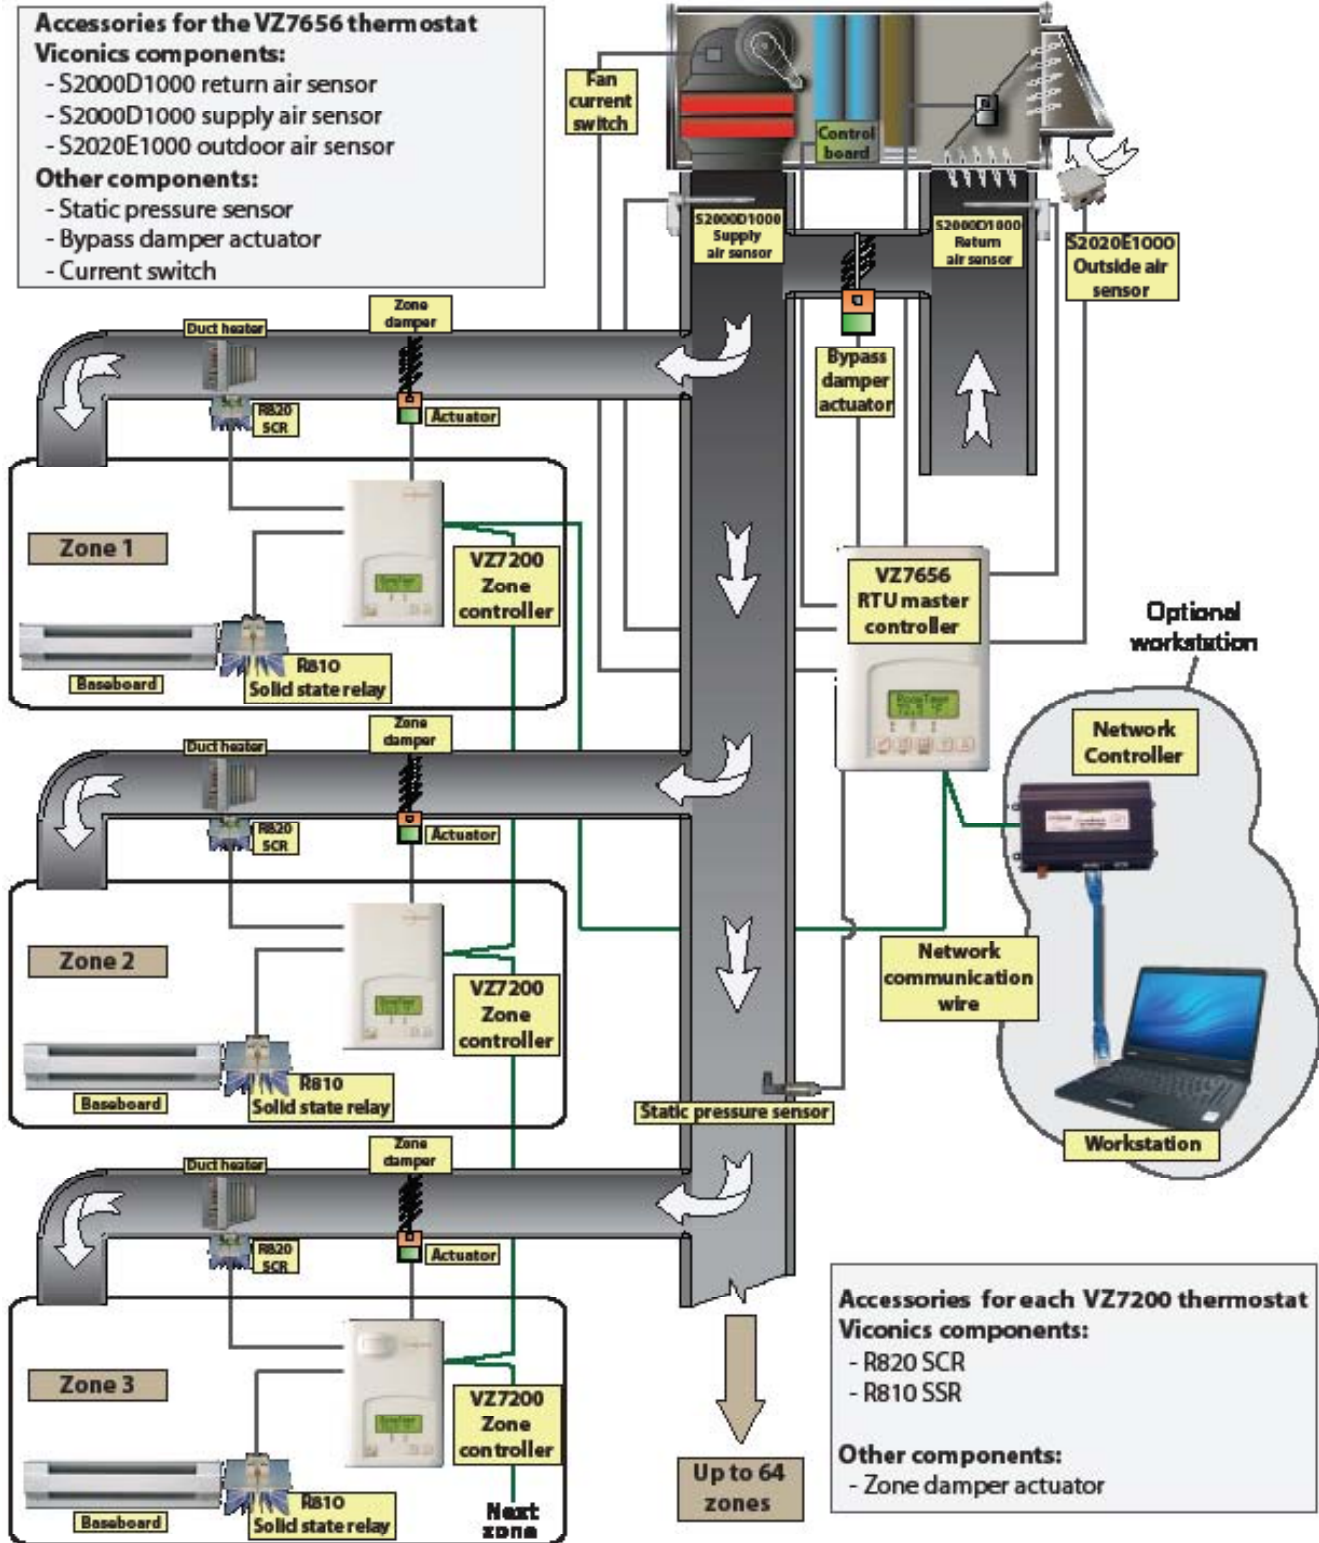 Accessories for the VZ7656 thermostat
Viconics components:
- S2000D1000 return air sensor
- S2000D1000 supply air sensor
- S2020E1000 outdoor air sensor
Other components:
- Static pressure sensor
- Bypass damper actuator
- Current switch
Fan
current
switch
Control
board
S2000D1000
Supply
air sensor
S2000D1000
Return
air sensor
S2020E1000
Outside air
sensor
Bypass
damper
actuator
Duct heater
Zone
damper
R820
SCR
Actuator
Zone 1
VZ7200
Zone
controller
Baseboard
R810
Solid state relay
VZ7656
RTU master
controller
RoomTemp
72.5 °F
Optional
workstation
Network
Controller
Duct heater
Zone
damper
R820
SCR
Actuator
Zone 2
VZ7200
Zone
controller
Baseboard
R810
Solid state relay
Network
communication
wire
Static pressure sensor
Workstation
Duct heater
Zone
damper
R820
SCR
Actuator
Zone 3
VZ7200
Zone
controller
Baseboard
R810
Solid state relay
Next
zone
Up to 64
zones
Accessories for each VZ7200 thermostat
Viconics components:
- R820 SCR
- R810 SSR
Other components:
- Zone damper actuator